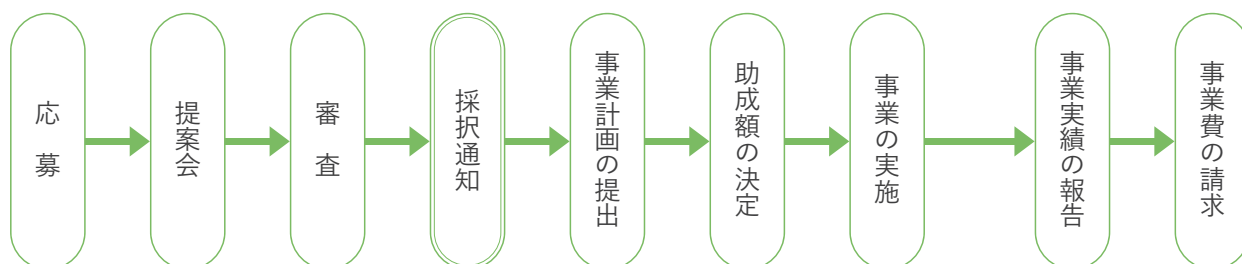 応募
提案会
審査
採択通知
事業計画の提出
助成額の決定
事業の実施
事業実績の報告
事業費の請求